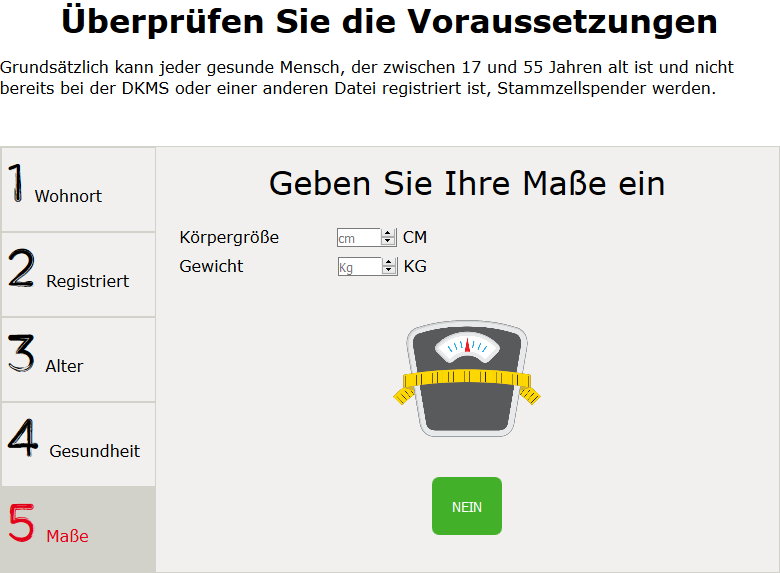 Überprüfen Sie die Voraussetzungen
Grundsätzlich kann jeder gesunde Mensch, der zwischen 17 und 55 Jahren alt ist und nicht
bereits bei der DKMS oder einer anderen Datei registriert ist, Stammzellspender werden.
1 Wohnort
2 Registriert
3 Alter
4 Gesundheit
5 Maße
Geben Sie Ihre Maße ein
Körpergröße cm CM
Gewicht Kg KG
NEIN